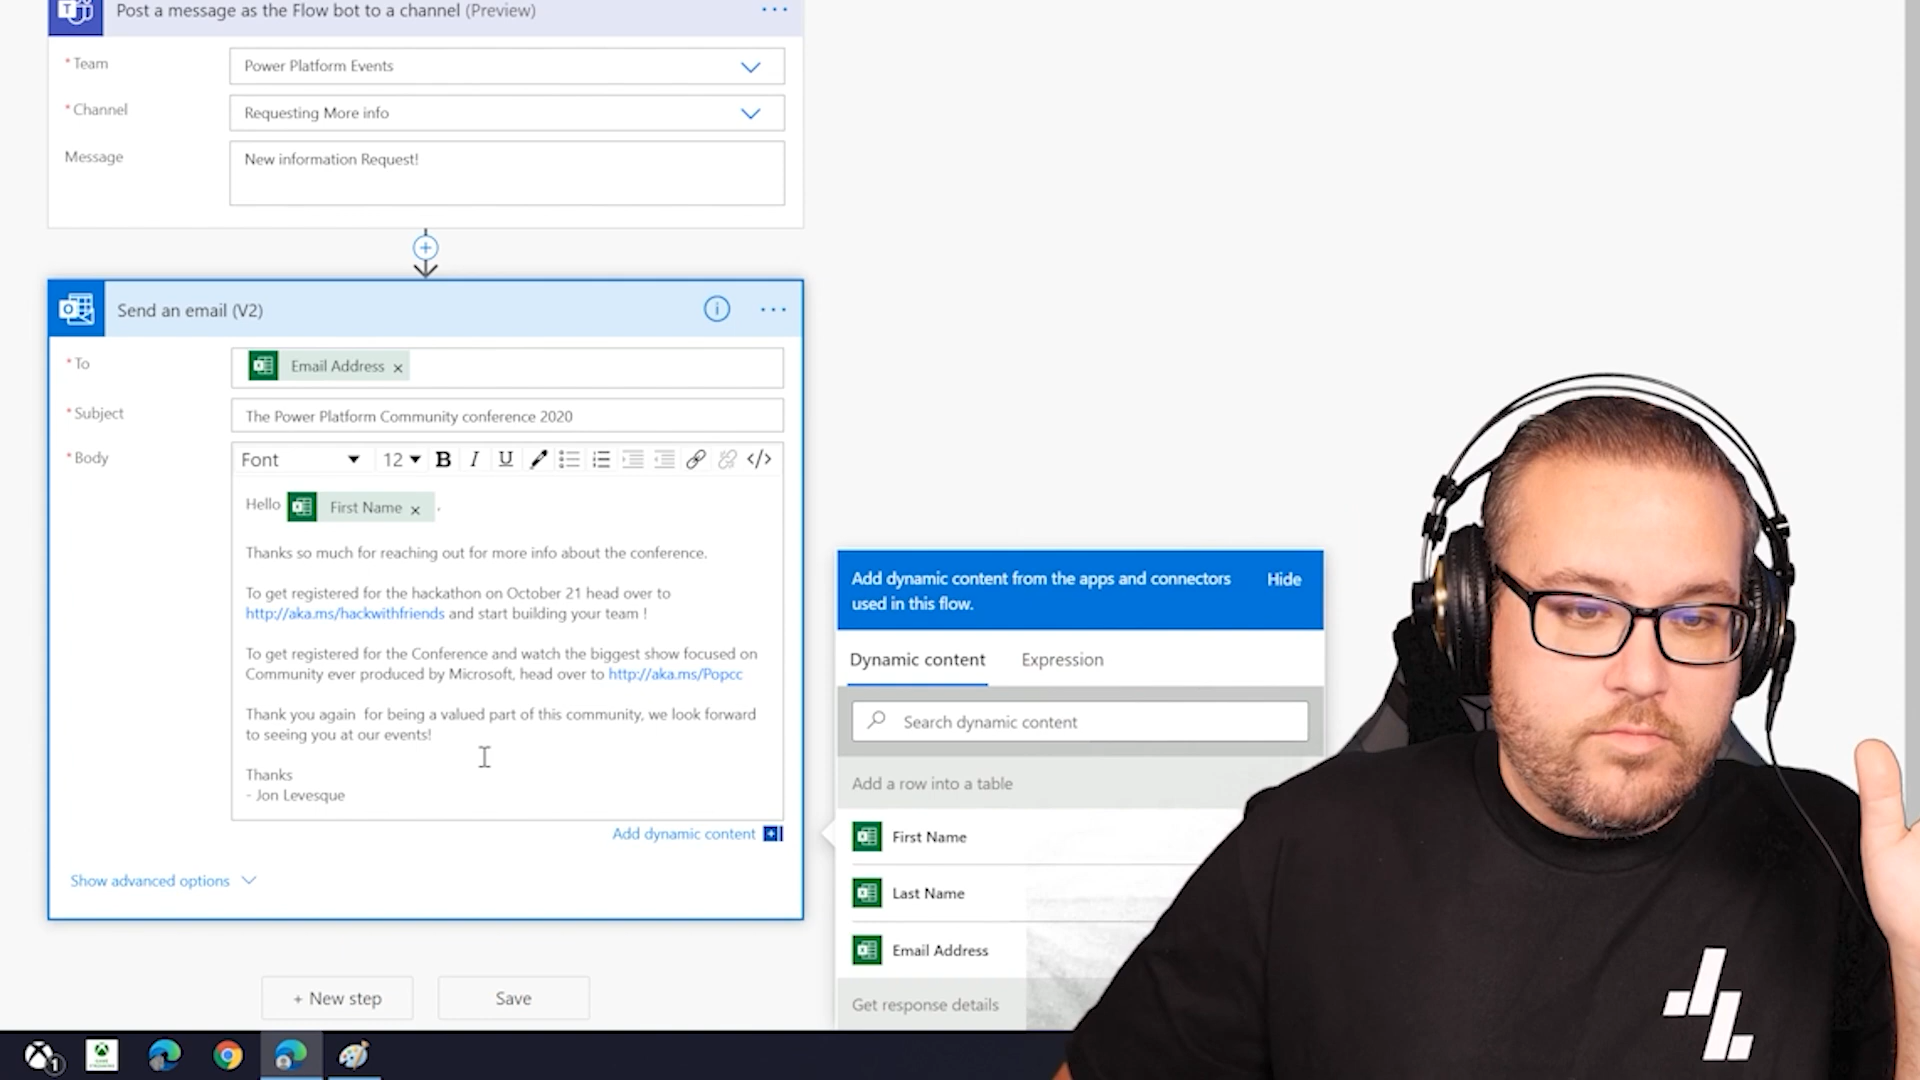 Post a message as the Flow bot to a channel (Preview)
* Team
Power Platform Events
* Channel
Requesting More info
Message
New information Request!
Send an email (V2)
* To
Email Address ×
* Subject
The Power Platform Community conference 2020
* Body
Font
12
B I U </>
Hello First Name × ,
Thanks so much for reaching out for more info about the conference.
To get registered for the hackathon on October 21 head over to
http://aka.ms/hackwithfriends and start building your team !
To get registered for the Conference and watch the biggest show focused on
Community ever produced by Microsoft, head over to http://aka.ms/Popcc
Thank you again for being a valued part of this community, we look forward
to seeing you at our events!
Thanks
- Jon Levesque
Add dynamic content
Show advanced options
+ New step
Save
Add dynamic content from the apps and connectors
used in this flow.
Hide
Dynamic content
Expression
Search dynamic content
Add a row into a table
First Name
Last Name
Email Address
Get response details
1